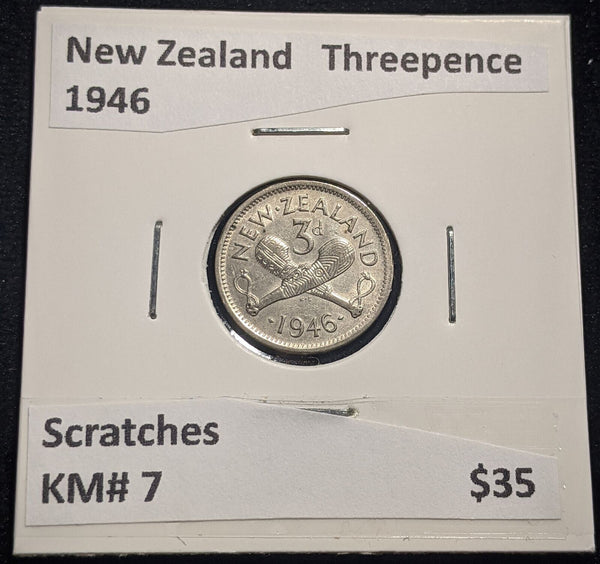 New Zealand Threepence
1946
NEW·ZEALAND
3d
·1946·
Scratches
KM# 7 $35